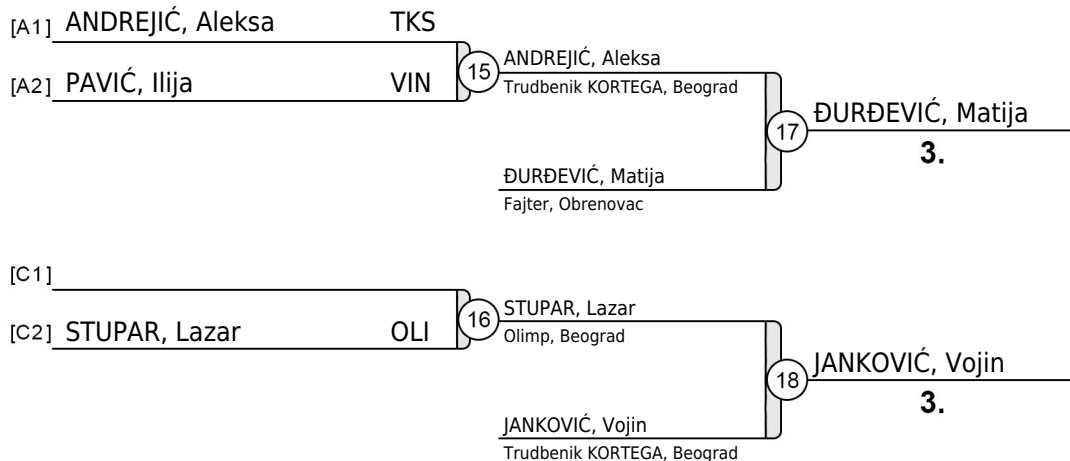 [A1] ANDREJIĆ, Aleksa TKS
[A2] PAVIĆ, Ilija VIN
15
ANDREJIĆ, Aleksa
Trudbenik KORTEGA, Beograd
17
ĐURĐEVIĆ, Matija
3.
ĐURĐEVIĆ, Matija
Fajter, Obrenovac
[C1]
[C2] STUPAR, Lazar OLI
16
STUPAR, Lazar
Olimp, Beograd
18
JANKOVIĆ, Vojin
3.
JANKOVIĆ, Vojin
Trudbenik KORTEGA, Beograd